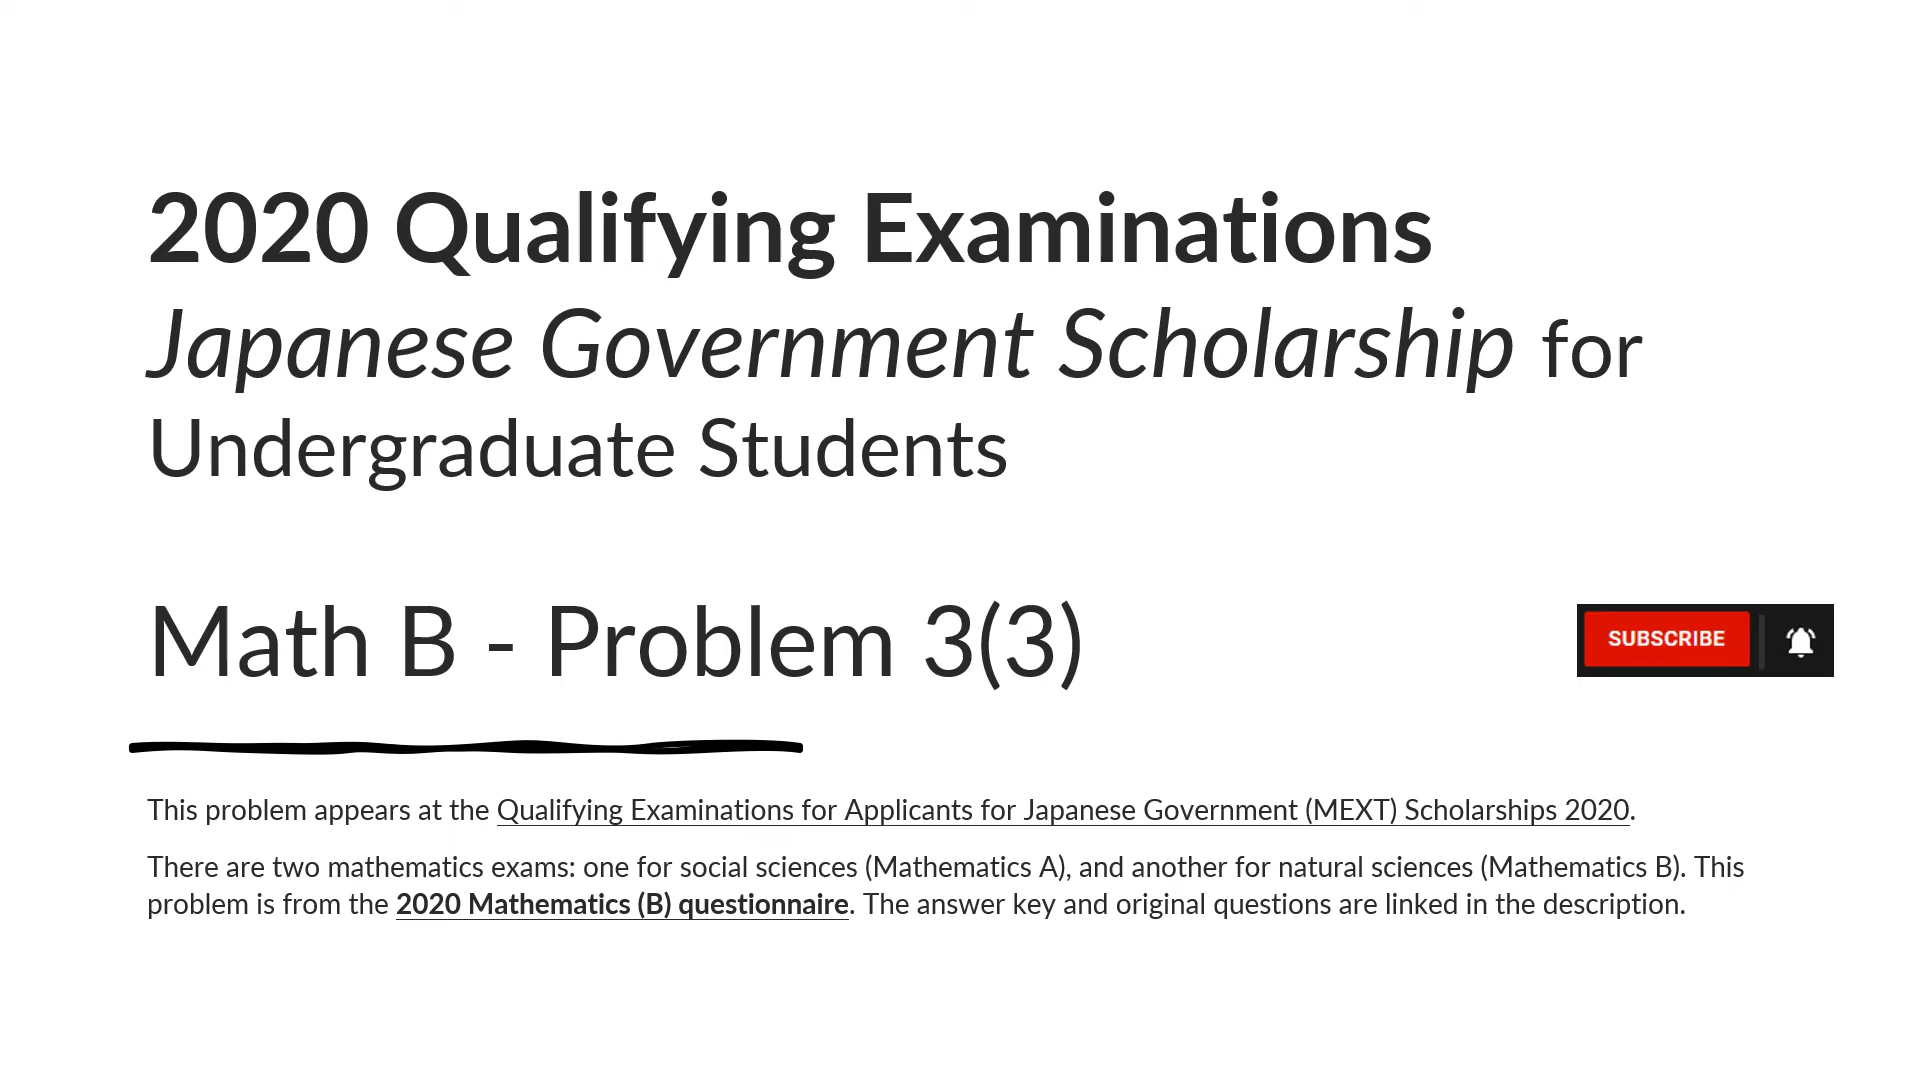 2020 Qualifying Examinations
Japanese Government Scholarship for
Undergraduate Students
Math B - Problem 3(3)
SUBSCRIBE
This problem appears at the Qualifying Examinations for Applicants for Japanese Government (MEXT) Scholarships 2020.
There are two mathematics exams: one for social sciences (Mathematics A), and another for natural sciences (Mathematics B). This
problem is from the 2020 Mathematics (B) questionnaire. The answer key and original questions are linked in the description.